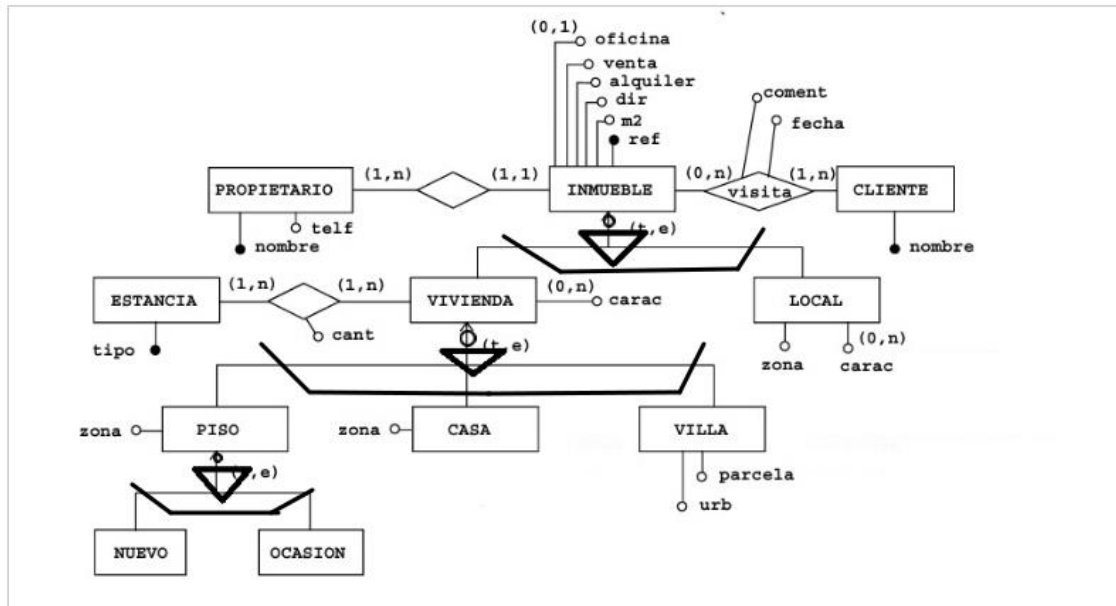 (0,1)
oficina
venta
alquiler
dir
m2
ref
coment
fecha
PROPIETARIO
(1,n)
(1,1)
INMUEBLE
(0,n)
visita
(1,n)
CLIENTE
telf
nombre
(t,e)
nombre
ESTANCIA
(1,n)
(1,n)
VIVIENDA
(0,n)
carac
LOCAL
cant
tipo
zona
(0,n)
carac
zona
PISO
zona
CASA
VILLA
parcela
urb
NUEVO
OCASION